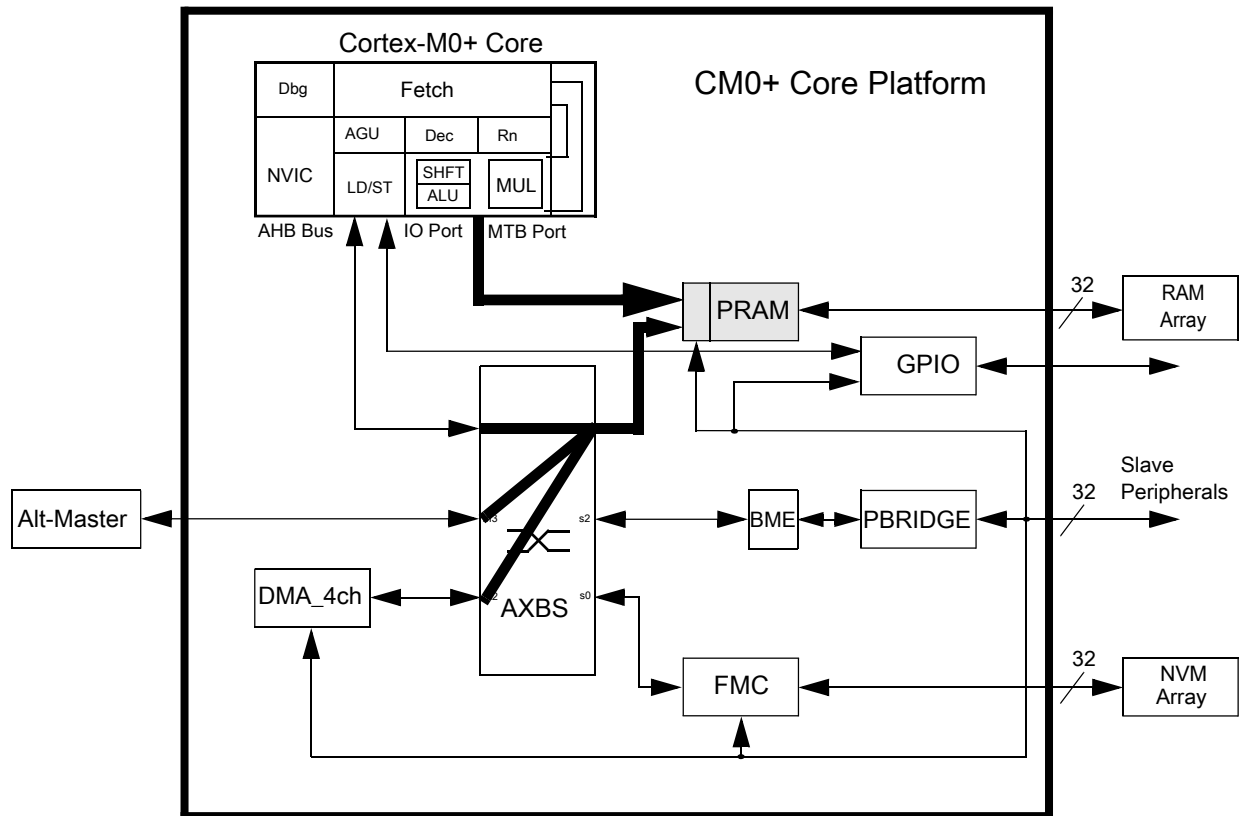 Cortex-M0+ Core
CM0+ Core Platform
Dbg
Fetch
AGU
Dec
Rn
NVIC
LD/ST
SHFT
ALU
MUL
AHB Bus
IO Port
MTB Port
PRAM
32
RAM
Array
GPIO
Alt-Master
s2
BME
PBRIDGE
32
Slave
Peripherals
DMA_4ch
AXBS
s0
FMC
32
NVM
Array